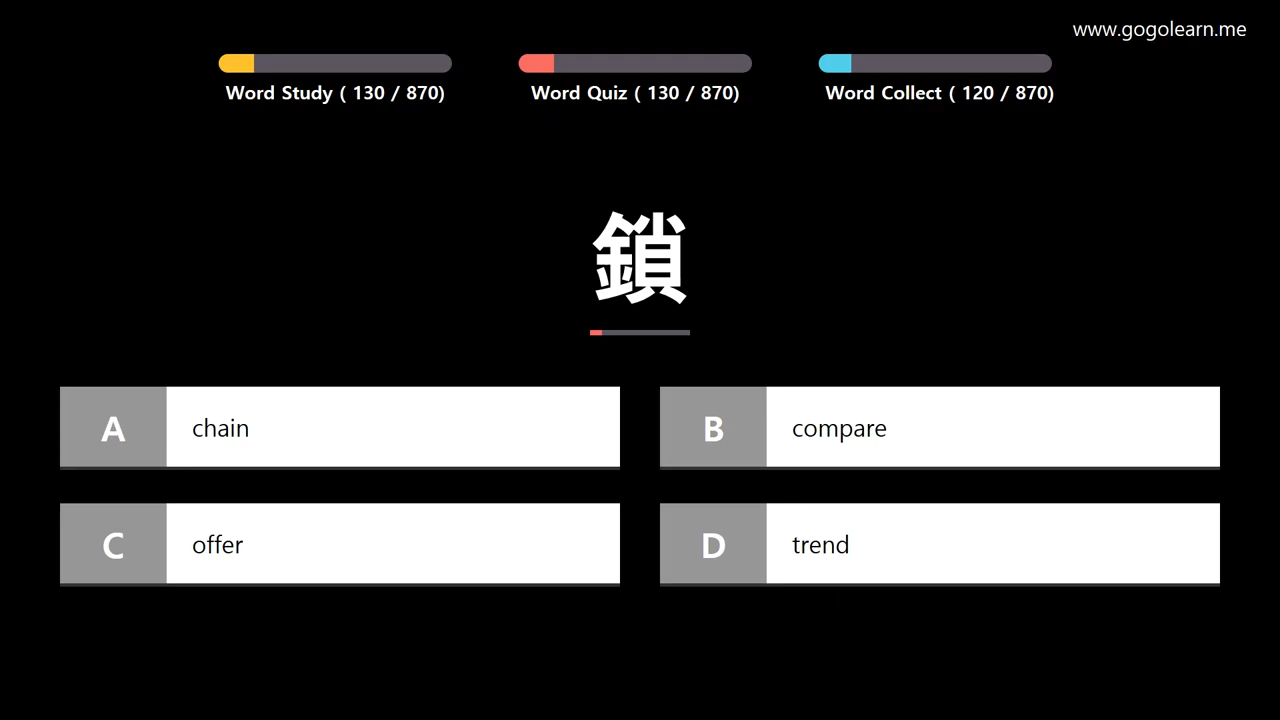 www.gogolearn.me
Word Study ( 130 / 870)
Word Quiz ( 130 / 870)
Word Collect ( 120 / 870)
鎖
A chain
B compare
C offer
D trend